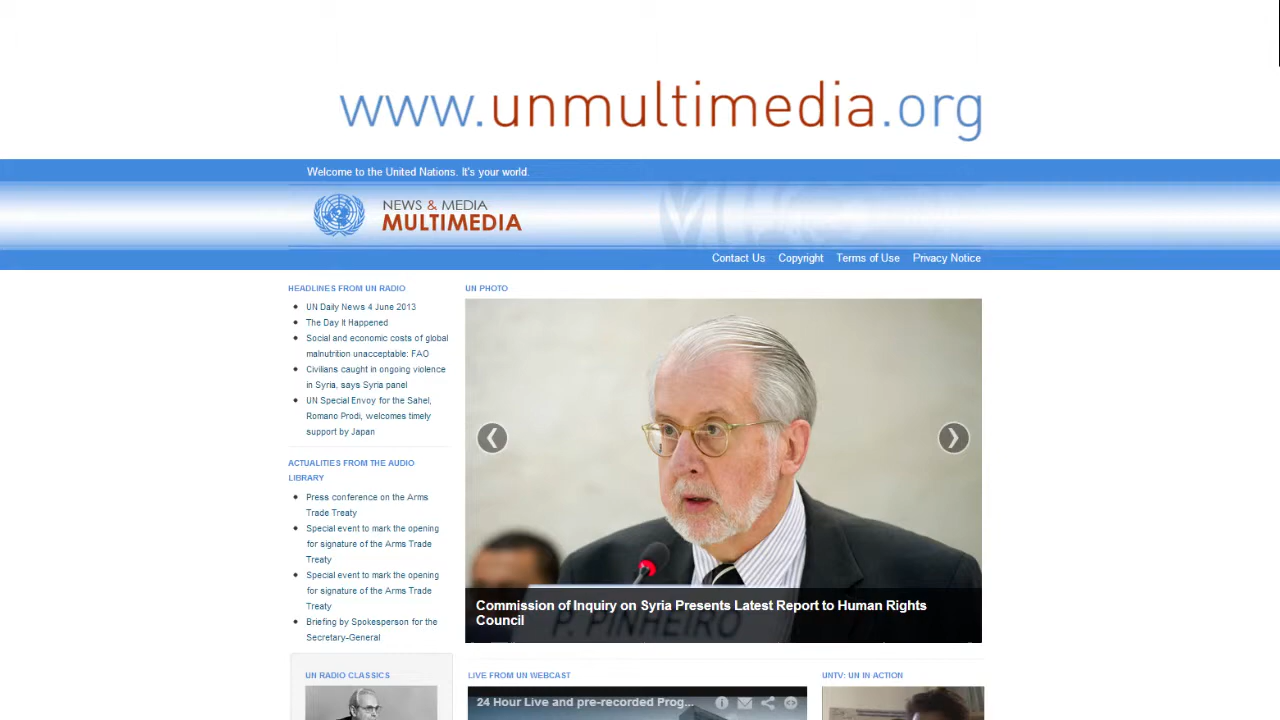 www.unmultimedia.org
Welcome to the United Nations. It's your world.
NEWS & MEDIA
MULTIMEDIA
Contact Us Copyright Terms of Use Privacy Notice
HEADLINES FROM UN RADIO
UN Daily News 4 June 2013
The Day It Happened
Social and economic costs of global
malnutrition unacceptable: FAO
Civilians caught in ongoing violence
in Syria, says Syria panel
UN Special Envoy for the Sahel,
Romano Prodi, welcomes timely
support by Japan
ACTUALITIES FROM THE AUDIO
LIBRARY
Press conference on the Arms
Trade Treaty
Special event to mark the opening
for signature of the Arms Trade
Treaty
Special event to mark the opening
for signature of the Arms Trade
Treaty
Briefing by Spokesperson for the
Secretary-General
UN RADIO CLASSICS
UN PHOTO
Commission of Inquiry on Syria Presents Latest Report to Human Rights
Council
P. PINHEIRO
LIVE FROM UN WEBCAST
24 Hour Live and pre-recorded Prog...
UNTV: UN IN ACTION